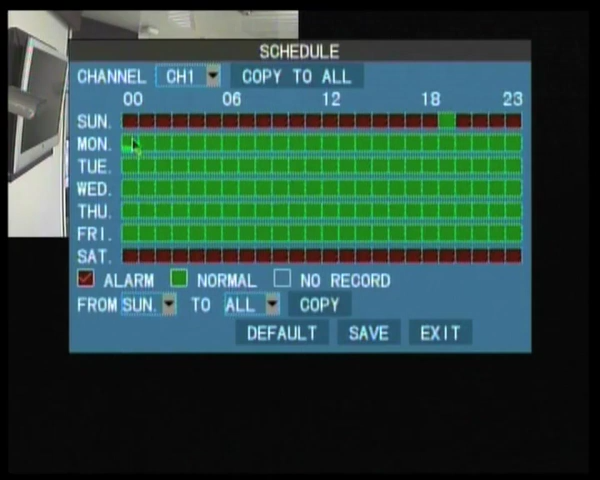 SCHEDULE
CHANNEL CH1 COPY TO ALL
00 06 12 18 23
SUN.
MON.
TUE.
WED.
THU.
FRI.
SAT.
ALARM NORMAL NO RECORD
FROM SUN. TO ALL COPY
DEFAULT SAVE EXIT